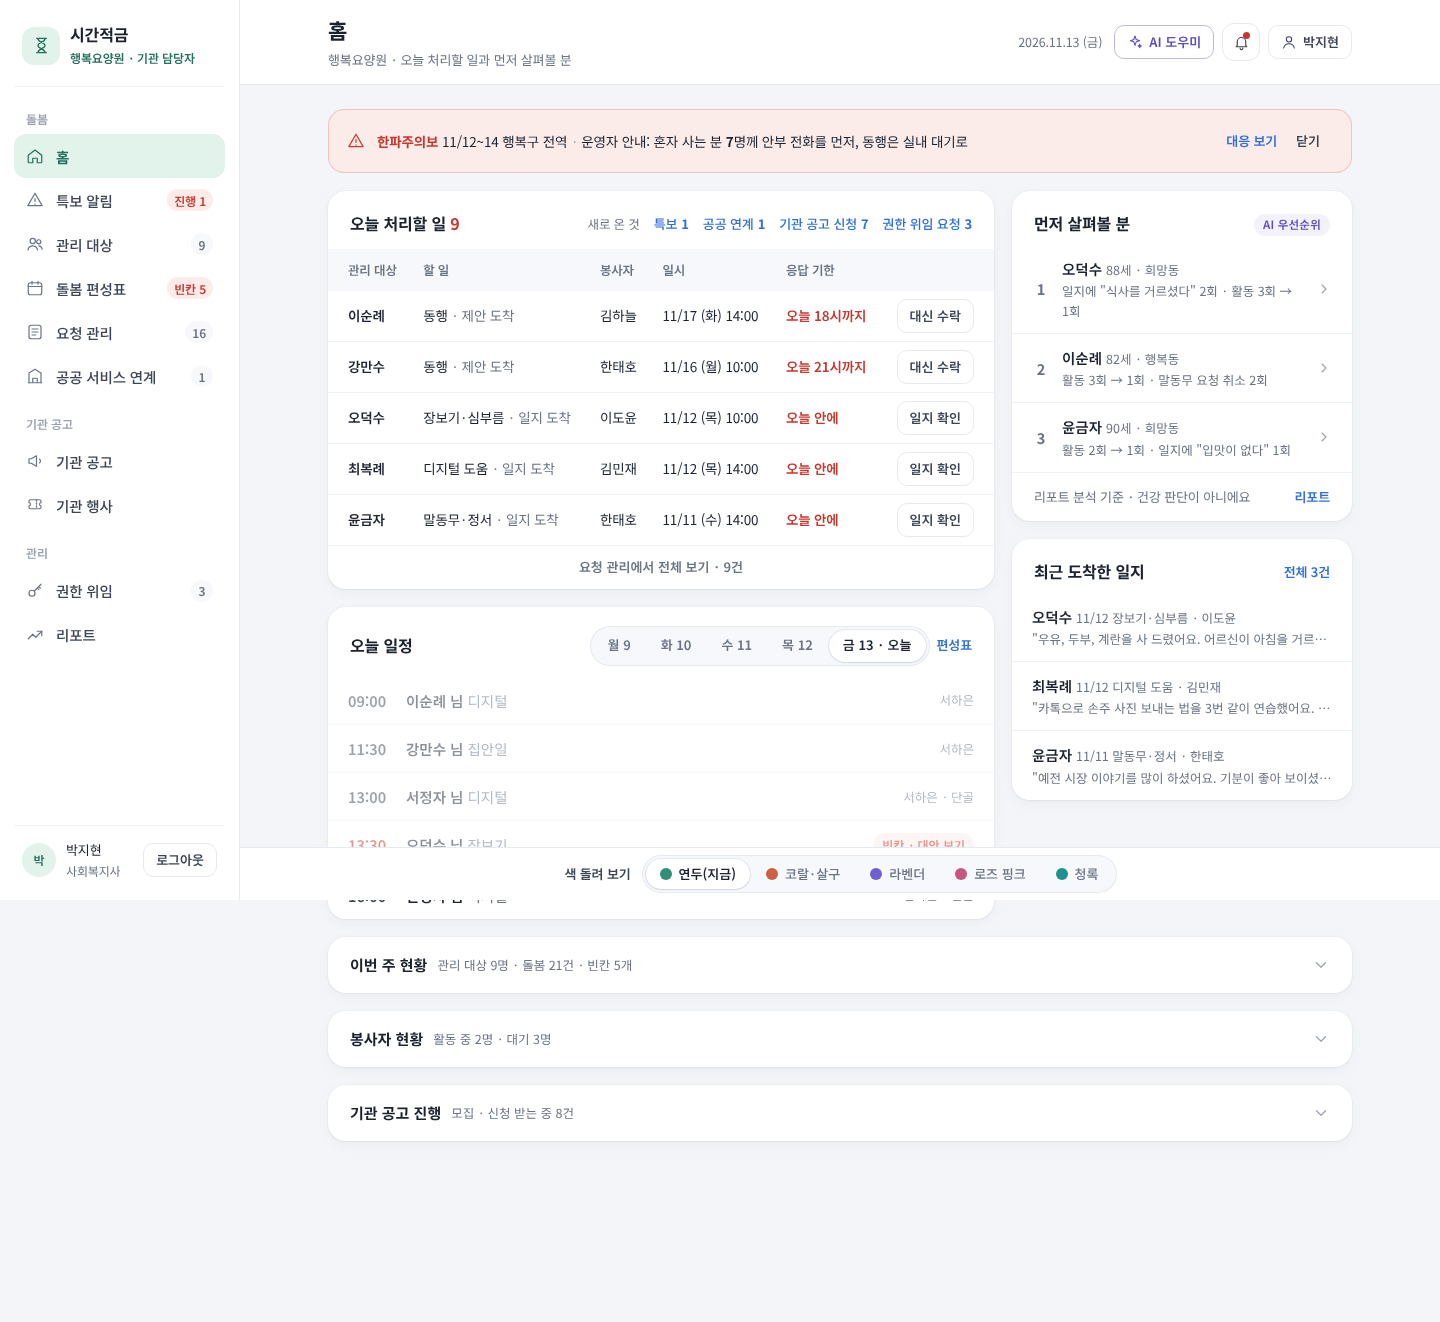 시간적금
행복요양원 · 기관 담당자
돌봄
홈
특보 알림 진행 1
관리 대상 9
돌봄 편성표 빈칸 5
요청 관리 16
공공 서비스 연계 1
기관 공고
기관 공고
기관 행사
관리
권한 위임 3
리포트
박 박지현
사회복지사
로그아웃
홈
행복요양원 · 오늘 처리할 일과 먼저 살펴볼 분
2026.11.13 (금) AI 도우미 박지현
한파주의보 11/12~14 행복구 전역 · 운영자 안내: 혼자 사는 분 7명께 안부 전화를 먼저, 동행은 실내 대기로 대응 보기 닫기
오늘 처리할 일 9 새로 온 것 특보 1 공공 연계 1 기관 공고 신청 7 권한 위임 요청 3
관리 대상 할 일 봉사자 일시 응답 기한
이순례 동행 · 제안 도착 김하늘 11/17 (화) 14:00 오늘 18시까지 대신 수락
강만수 동행 · 제안 도착 한태호 11/16 (월) 10:00 오늘 21시까지 대신 수락
오덕수 장보기·심부름 · 일지 도착 이도윤 11/12 (목) 10:00 오늘 안에 일지 확인
최복례 디지털 도움 · 일지 도착 김민재 11/12 (목) 14:00 오늘 안에 일지 확인
윤금자 말동무·정서 · 일지 도착 한태호 11/11 (수) 14:00 오늘 안에 일지 확인
요청 관리에서 전체 보기 · 9건
먼저 살펴볼 분 AI 우선순위
1 오덕수 88세 · 희망동
일지에 "식사를 거르셨다" 2회 · 활동 3회 →
1회
2 이순례 82세 · 행복동
활동 3회 → 1회 · 말동무 요청 취소 2회
3 윤금자 90세 · 희망동
활동 2회 → 1회 · 일지에 "입맛이 없다" 1회
리포트 분석 기준 · 건강 판단이 아니에요 리포트
오늘 일정 월 9 화 10 수 11 목 12 금 13 · 오늘 편성표
09:00 이순례 님 디지털 서하은
11:30 강만수 님 집안일 서하은
13:00 서정자 님 디지털 서하은 · 단골
13:30 오덕수 님 장보기 빈칸 · 대안 보기
최근 도착한 일지 전체 3건
오덕수 11/12 장보기·심부름 · 이도윤
"우유, 두부, 계란을 사 드렸어요. 어르신이 아침을 거르…
최복례 11/12 디지털 도움 · 김민재
"카톡으로 손주 사진 보내는 법을 3번 같이 연습했어요. …
윤금자 11/11 말동무·정서 · 한태호
"예전 시장 이야기를 많이 하셨어요. 기분이 좋아 보이셨…
색 돌려 보기 연두(지금) 코랄·살구 라벤더 로즈 핑크 청록
이번 주 현황 관리 대상 9명 · 돌봄 21건 · 빈칸 5개
봉사자 현황 활동 중 2명 · 대기 3명
기관 공고 진행 모집 · 신청 받는 중 8건